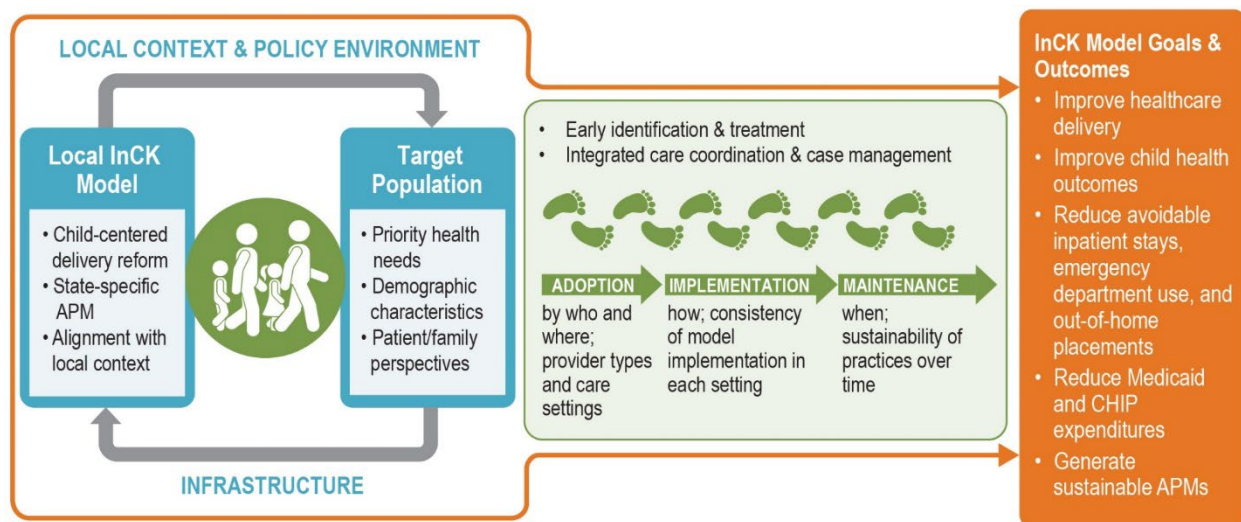 LOCAL CONTEXT & POLICY ENVIRONMENT
Local InCK
Model
• Child-centered
delivery reform
• State-specific
APM
• Alignment with
local context
Target
Population
• Priority health
needs
• Demographic
characteristics
• Patient/family
perspectives
INFRASTRUCTURE
• Early identification & treatment
• Integrated care coordination & case management
ADOPTION
by who and
where;
provider types
and care
settings
IMPLEMENTATION
how; consistency
of model
implementation in
each setting
MAINTENANCE
when;
sustainability of
practices over
time
InCK Model Goals &
Outcomes
• Improve healthcare
delivery
• Improve child health
outcomes
• Reduce avoidable
inpatient stays,
emergency
department use, and
out-of-home
placements
• Reduce Medicaid
and CHIP
expenditures
• Generate
sustainable APMs